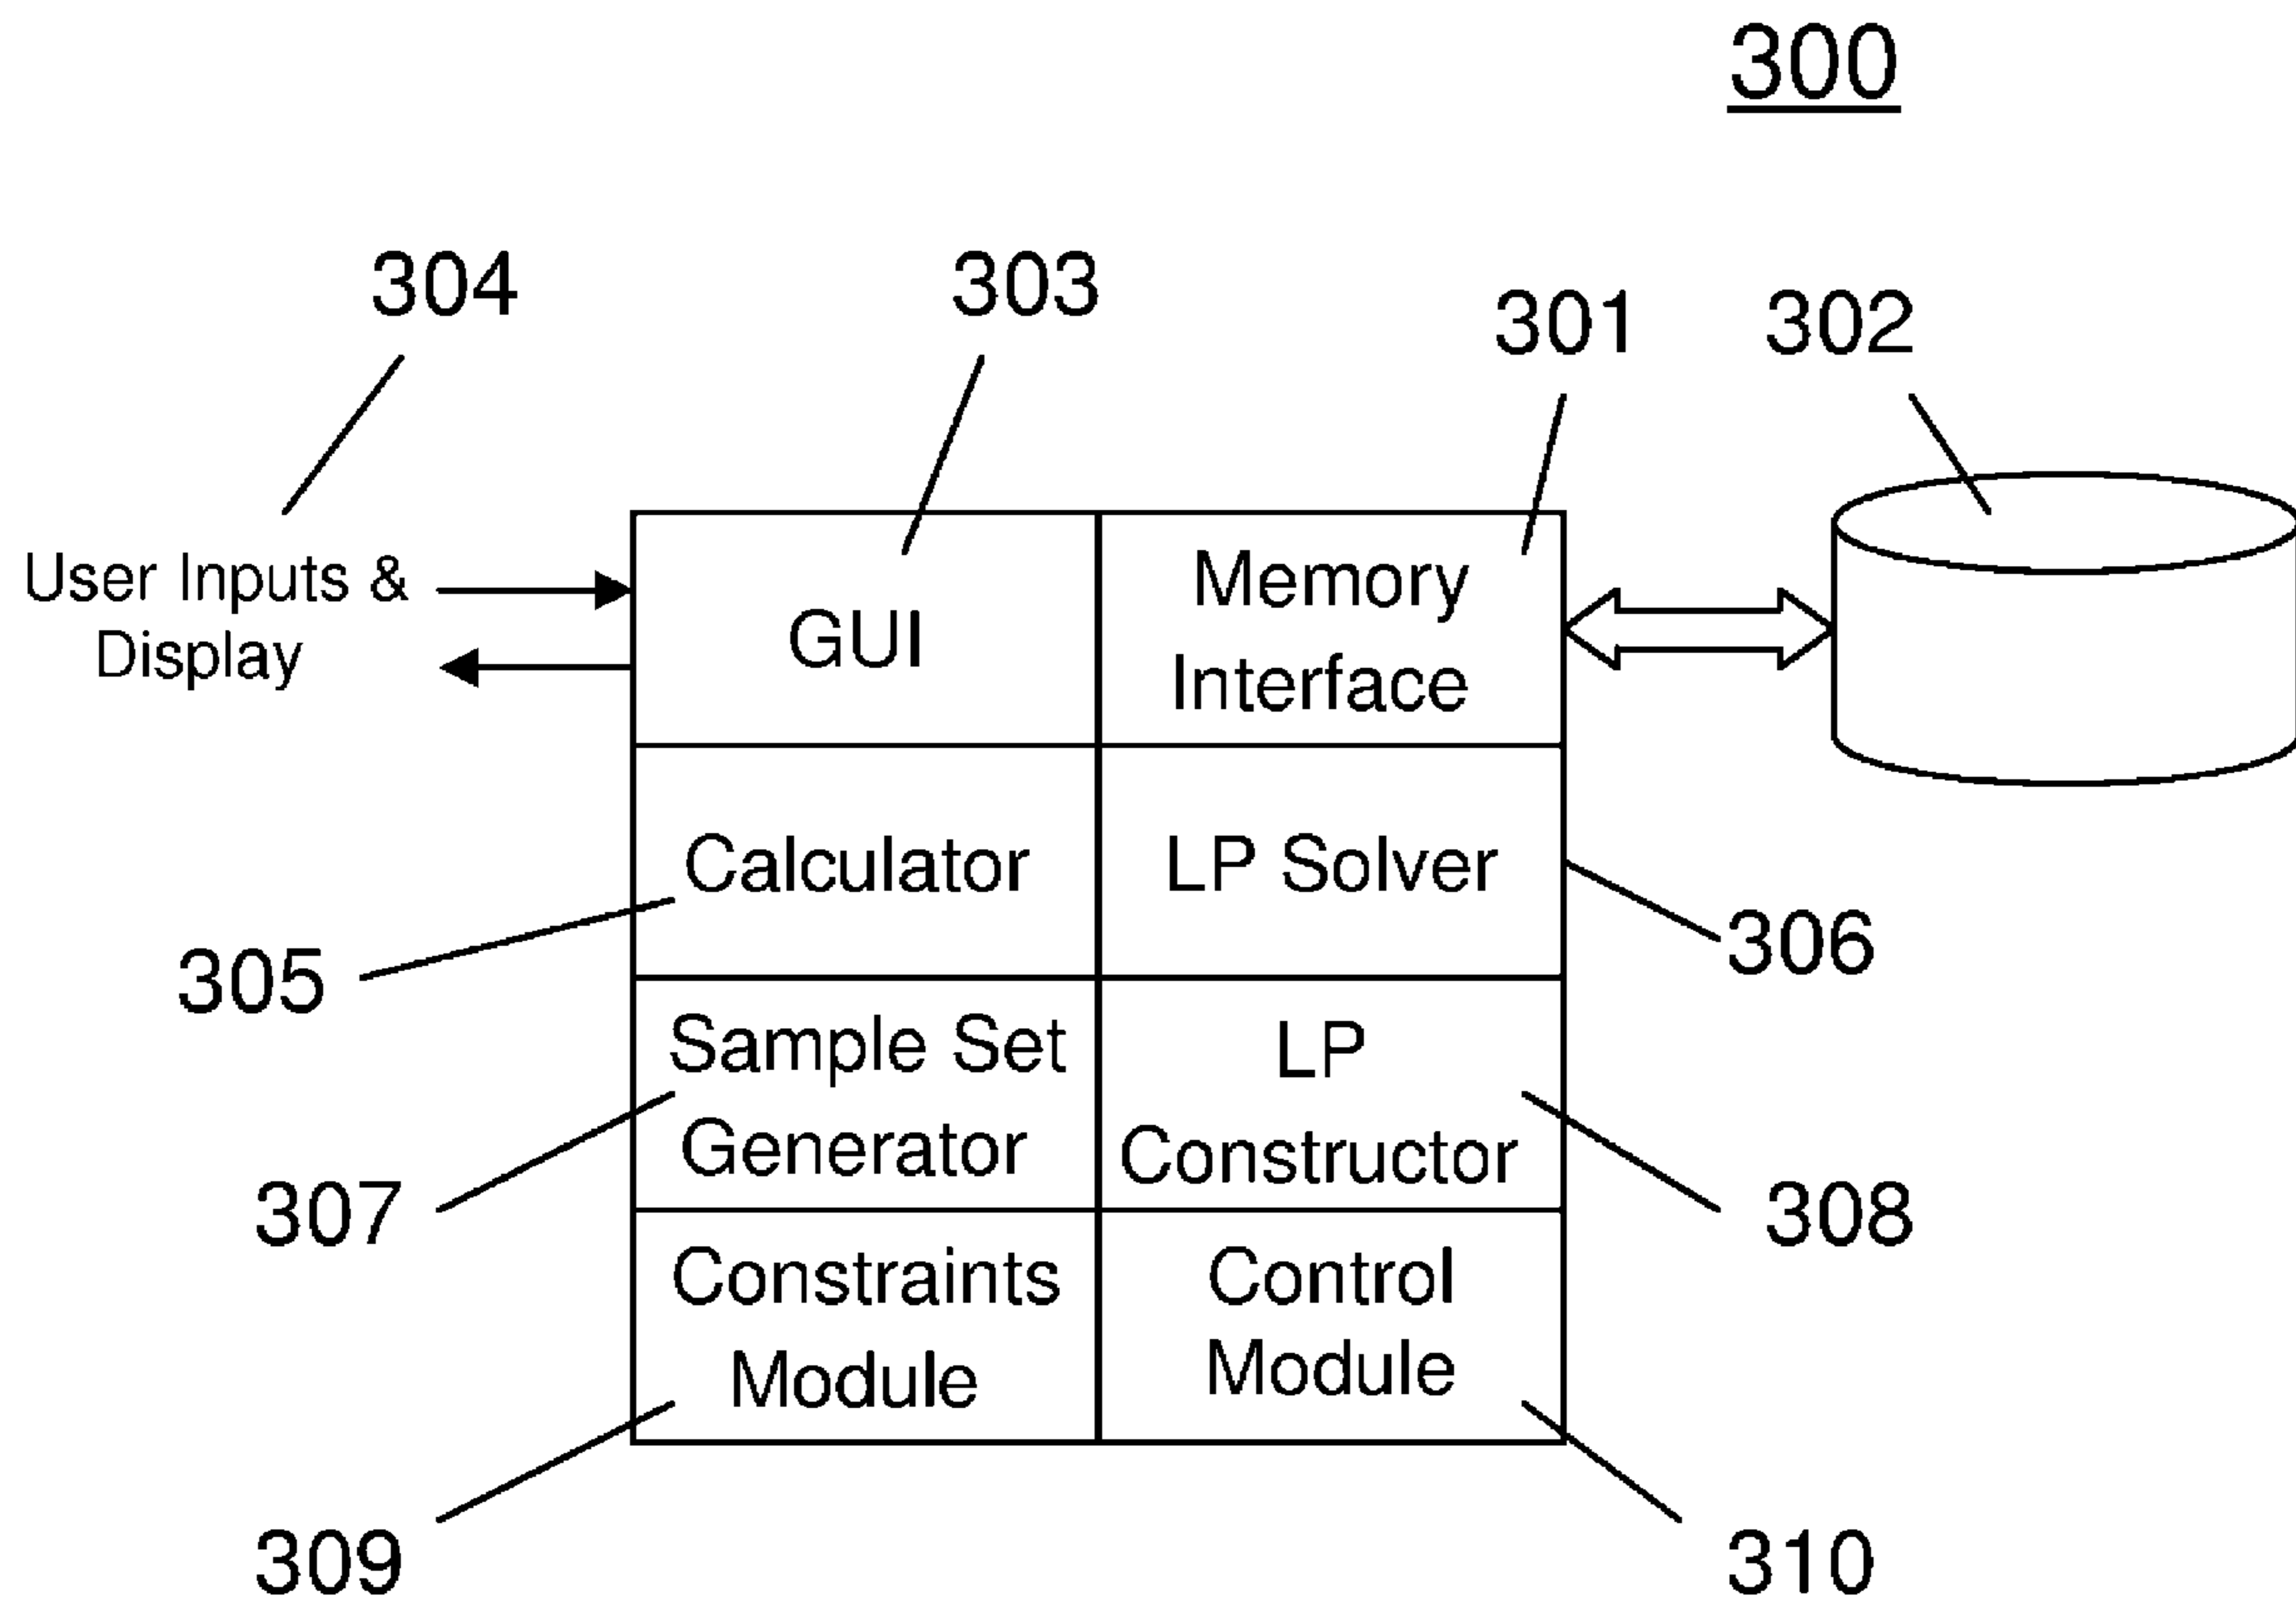 300
304
303
301
302
User Inputs &
Display
GUI
Memory
Interface
Calculator
LP Solver
305
306
Sample Set
Generator
LP
Constructor
307
308
Constraints
Module
Control
Module
309
310